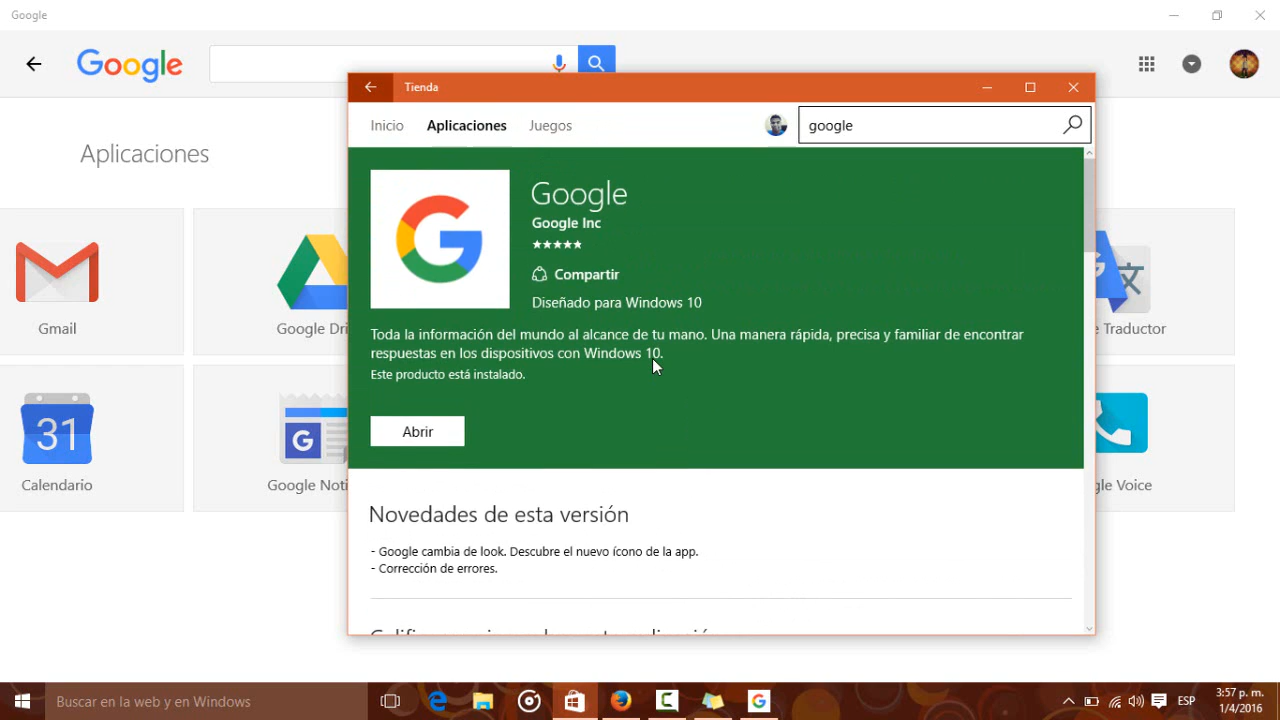 Google
Google
Tienda
Inicio
Aplicaciones
Juegos
google
Aplicaciones
Google
Google Inc
Compartir
Diseñado para Windows 10
Toda la información del mundo al alcance de tu mano. Una manera rápida, precisa y familiar de encontrar
respuestas en los dispositivos con Windows 10.
Este producto está instalado.
Abrir
Gmail
Google Dri
Traductor
31
Calendario
Google Noti
gle Voice
Novedades de esta versión
- Google cambia de look. Descubre el nuevo ícono de la app.
- Corrección de errores.
Buscar en la web y en Windows
ESP
3:57 p. m.
1/4/2016